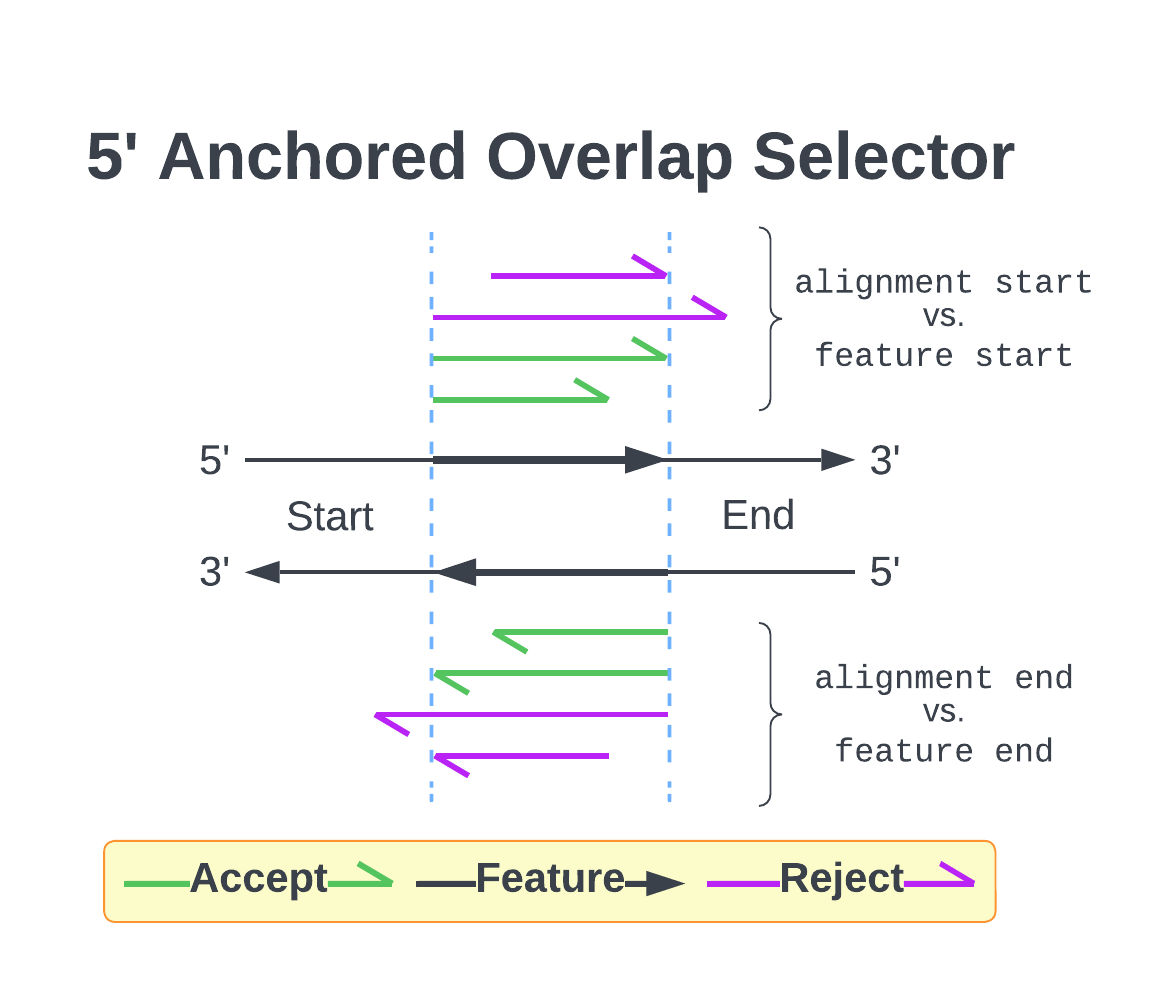 5' Anchored Overlap Selector
alignment start
vs.
feature start
5' 3'
Start End
3' 5'
alignment end
vs.
feature end
Accept Feature Reject